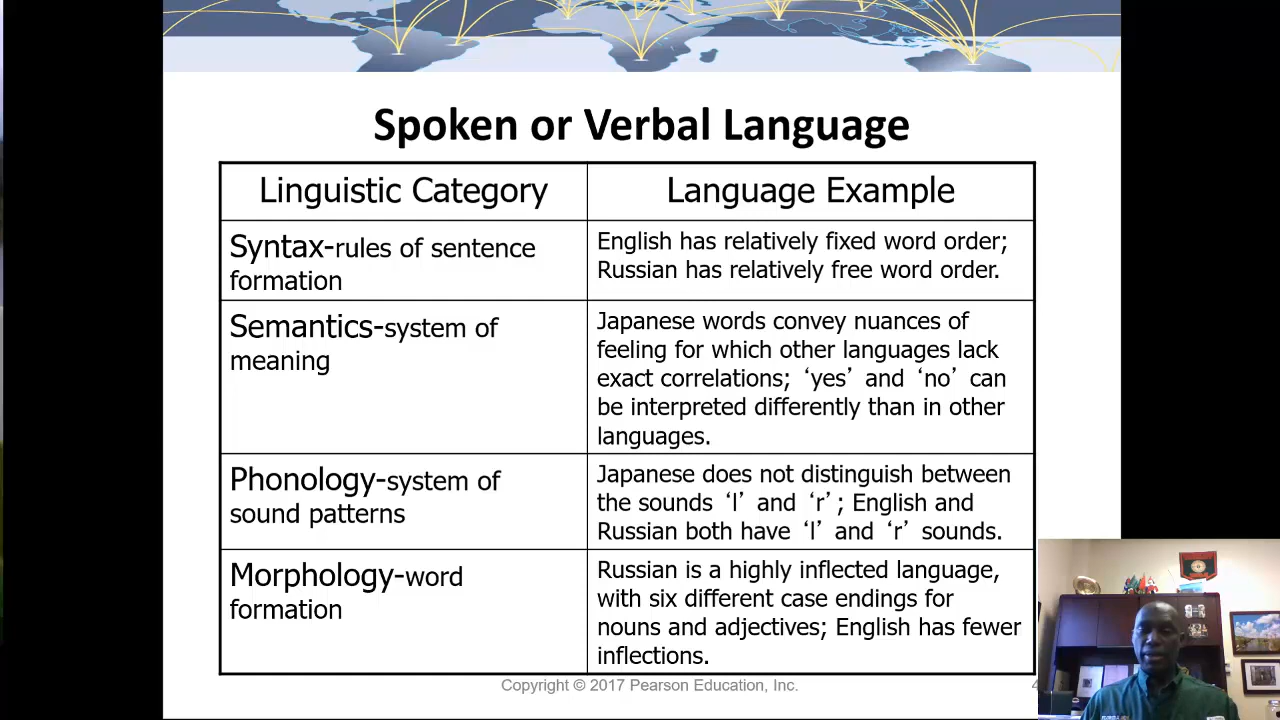 Spoken or Verbal Language
Linguistic Category
Language Example
Syntax-rules of sentence
formation
English has relatively fixed word order;
Russian has relatively free word order.
Semantics-system of
meaning
Japanese words convey nuances of
feeling for which other languages lack
exact correlations; ‘yes’ and ‘no’ can
be interpreted differently than in other
languages.
Phonology-system of
sound patterns
Japanese does not distinguish between
the sounds ‘l’ and ‘r’; English and
Russian both have ‘l’ and ‘r’ sounds.
Morphology-word
formation
Russian is a highly inflected language,
with six different case endings for
nouns and adjectives; English has fewer
inflections.
Copyright © 2017 Pearson Education, Inc.